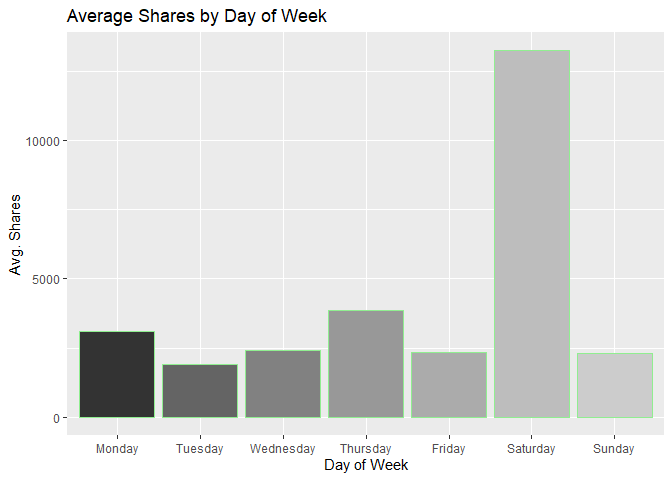 Average Shares by Day of Week
Avg. Shares
10000
5000
0
Monday Tuesday Wednesday Thursday Friday Saturday Sunday
Day of Week